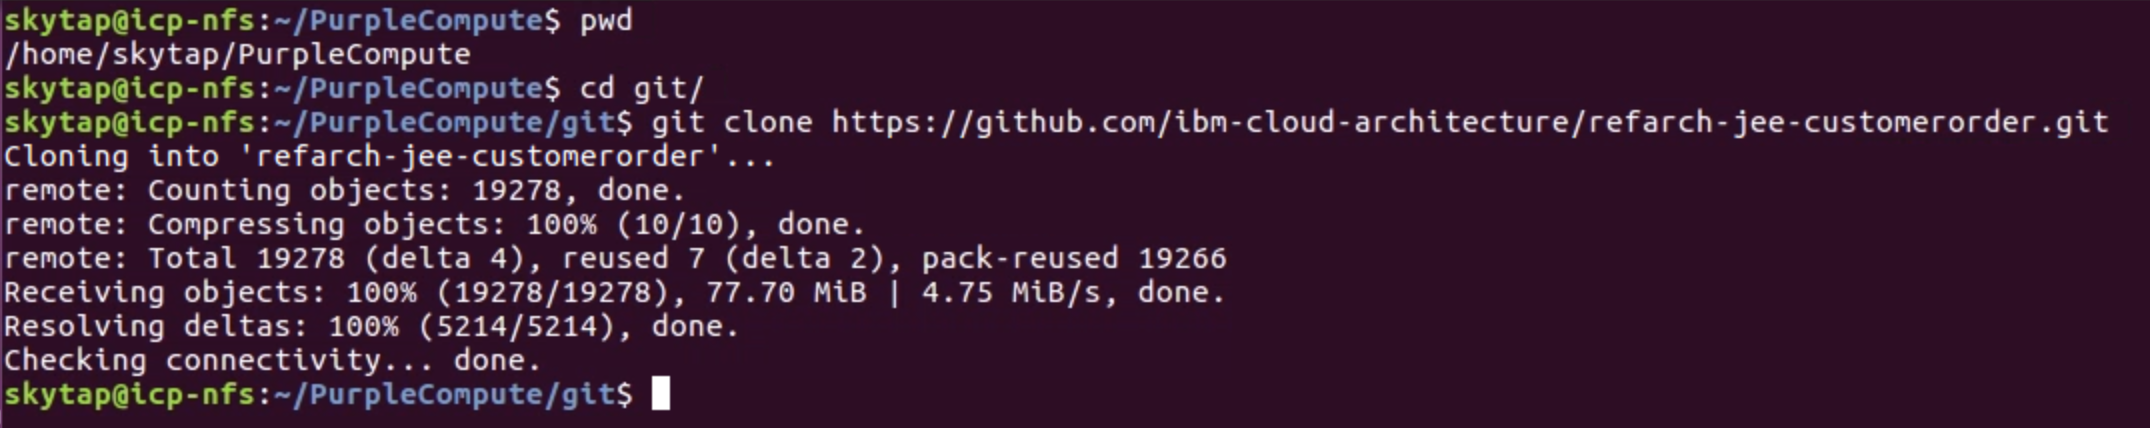 skytap@icp-nfs:~/PurpleCompute$ pwd
/home/skytap/PurpleCompute
skytap@icp-nfs:~/PurpleCompute$ cd git/
skytap@icp-nfs:~/PurpleCompute/git$ git clone https://github.com/ibm-cloud-architecture/refarch-jee-customerorder.git
Cloning into 'refarch-jee-customerorder'...
remote: Counting objects: 19278, done.
remote: Compressing objects: 100% (10/10), done.
remote: Total 19278 (delta 4), reused 7 (delta 2), pack-reused 19266
Receiving objects: 100% (19278/19278), 77.70 MiB | 4.75 MiB/s, done.
Resolving deltas: 100% (5214/5214), done.
Checking connectivity... done.
skytap@icp-nfs:~/PurpleCompute/git$